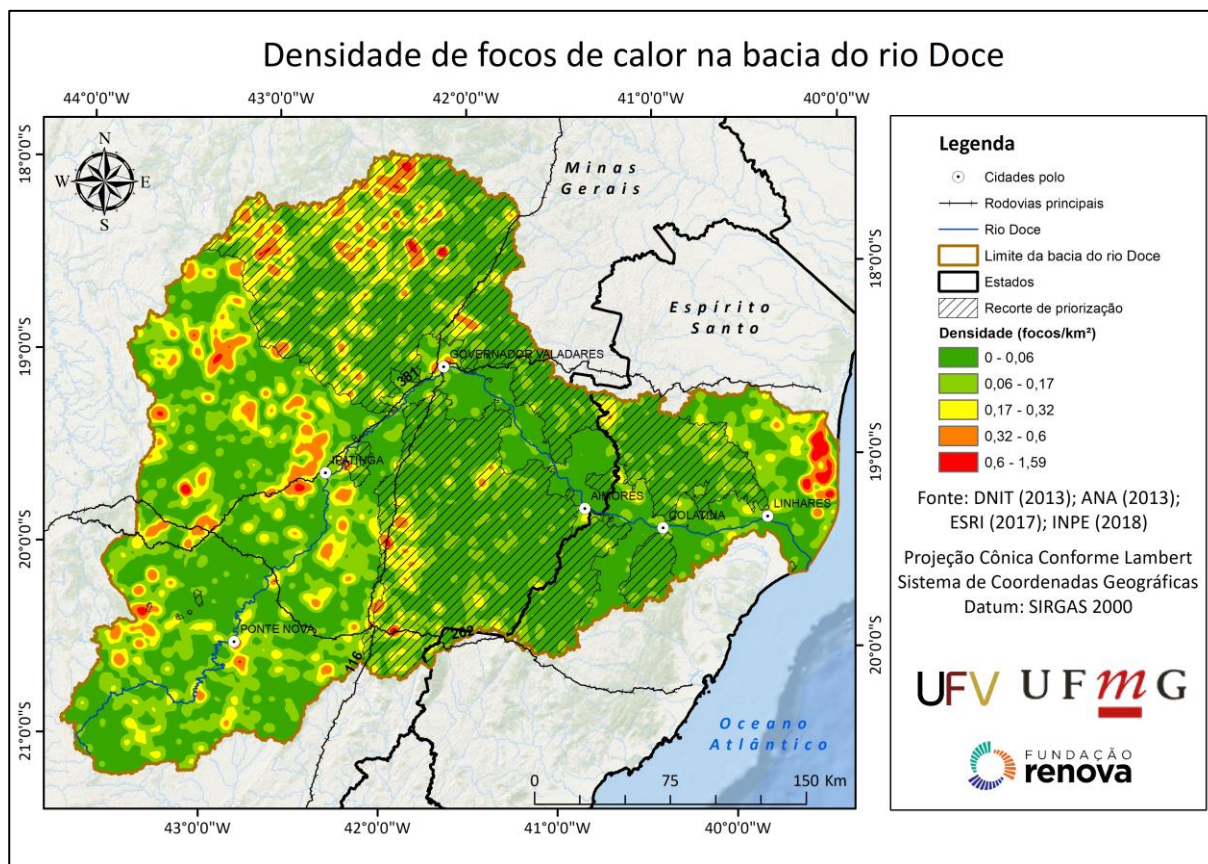 Densidade de focos de calor na bacia do rio Doce
44°0'0"W 43°0'0"W 42°0'0"W 41°0'0"W 40°0'0"W
18°0'0"S
19°0'0"S
20°0'0"S
21°0'0"S
N
W E
S
Minas
Gerais
Espírito
Santo
GOVERNADOR VALADARES
381
IPATINGA
AIMORÉS
COLATINA
LINHARES
PONTE NOVA
262
116
Oceano
Atlântico
0 75 150 Km
18°0'0"S
19°0'0"S
20°0'0"S
43°0'0"W 42°0'0"W 41°0'0"W 40°0'0"W
Legenda
Cidades polo
Rodovias principais
Rio Doce
Limite da bacia do rio Doce
Estados
Recorte de priorização
Densidade (focos/km²)
0 - 0,06
0,06 - 0,17
0,17 - 0,32
0,32 - 0,6
0,6 - 1,59
Fonte: DNIT (2013); ANA (2013);
ESRI (2017); INPE (2018)
Projeção Cônica Conforme Lambert
Sistema de Coordenadas Geográficas
Datum: SIRGAS 2000
UFV UFmG
FUNDAÇÃO
renova